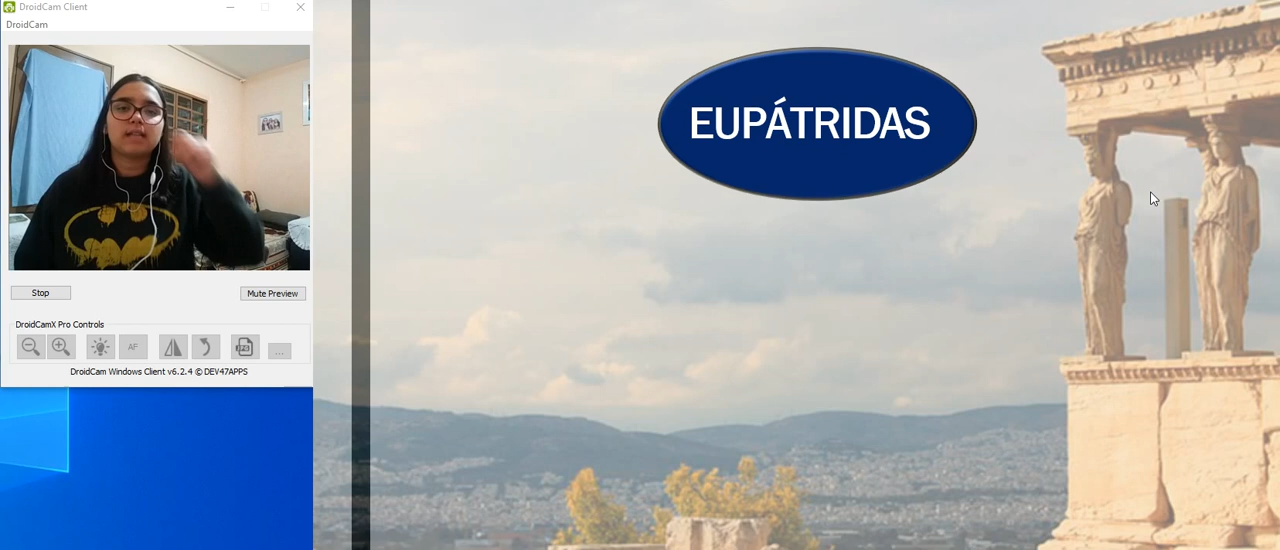 DroidCam Client
DroidCam
EUPÁTRIDAS
Stop
Mute Preview
DroidCamX Pro Controls
AF
...
DroidCam Windows Client v6.2.4 © DEV47APPS